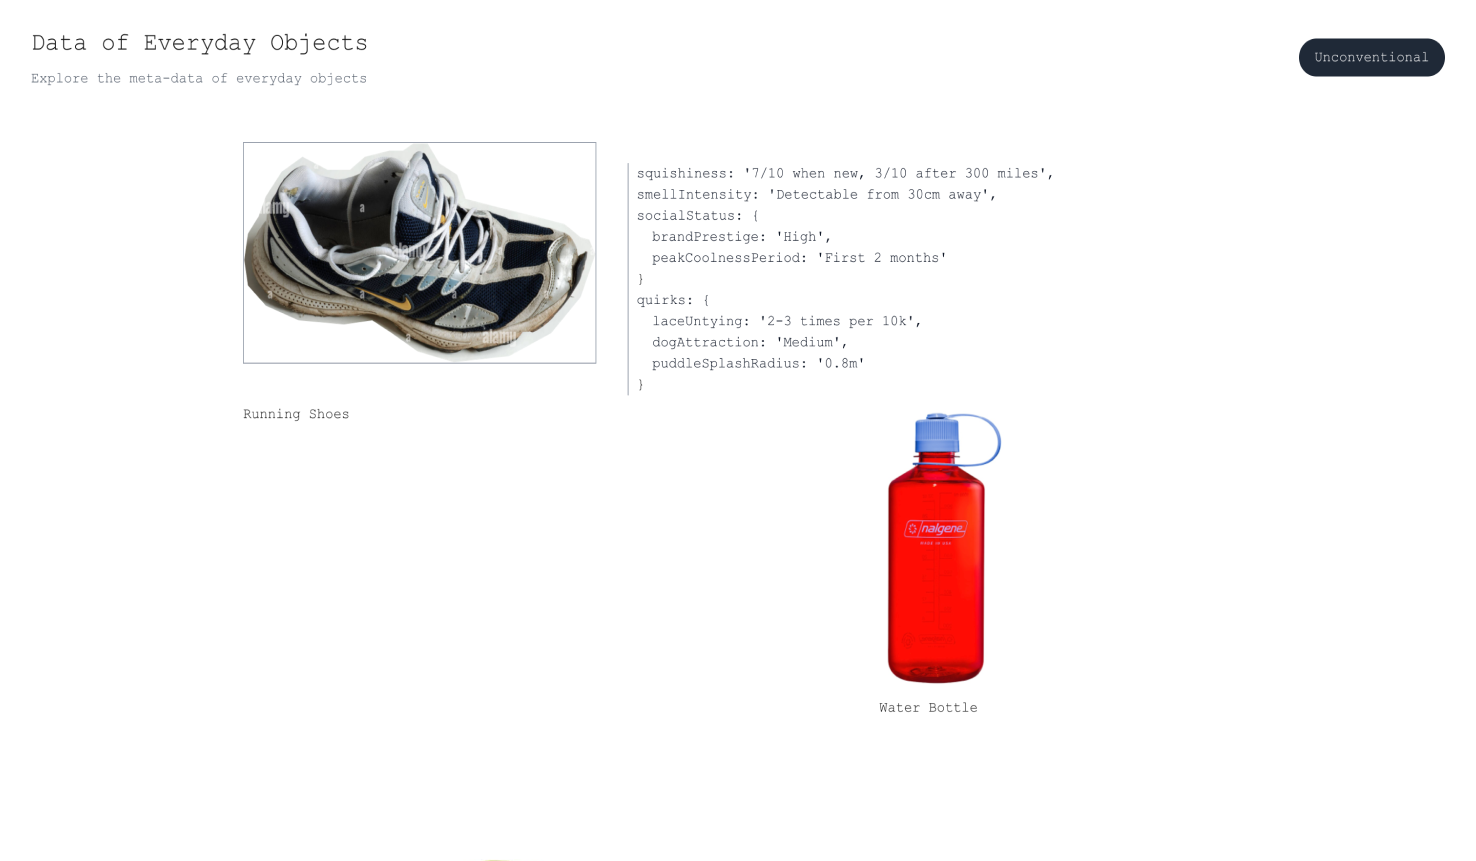 Data of Everyday Objects
Explore the meta-data of everyday objects
Unconventional
squishiness: '7/10 when new, 3/10 after 300 miles',
smellIntensity: 'Detectable from 30cm away',
socialStatus: {
brandPrestige: 'High',
peakCoolnessPeriod: 'First 2 months'
}
quirks: {
laceUntying: '2-3 times per 10k',
dogAttraction: 'Medium',
puddleSplashRadius: '0.8m'
}
alamy
a
alamy
a
a
a
a
alamy
Running Shoes
nalgene
MADE IN USA
Water Bottle